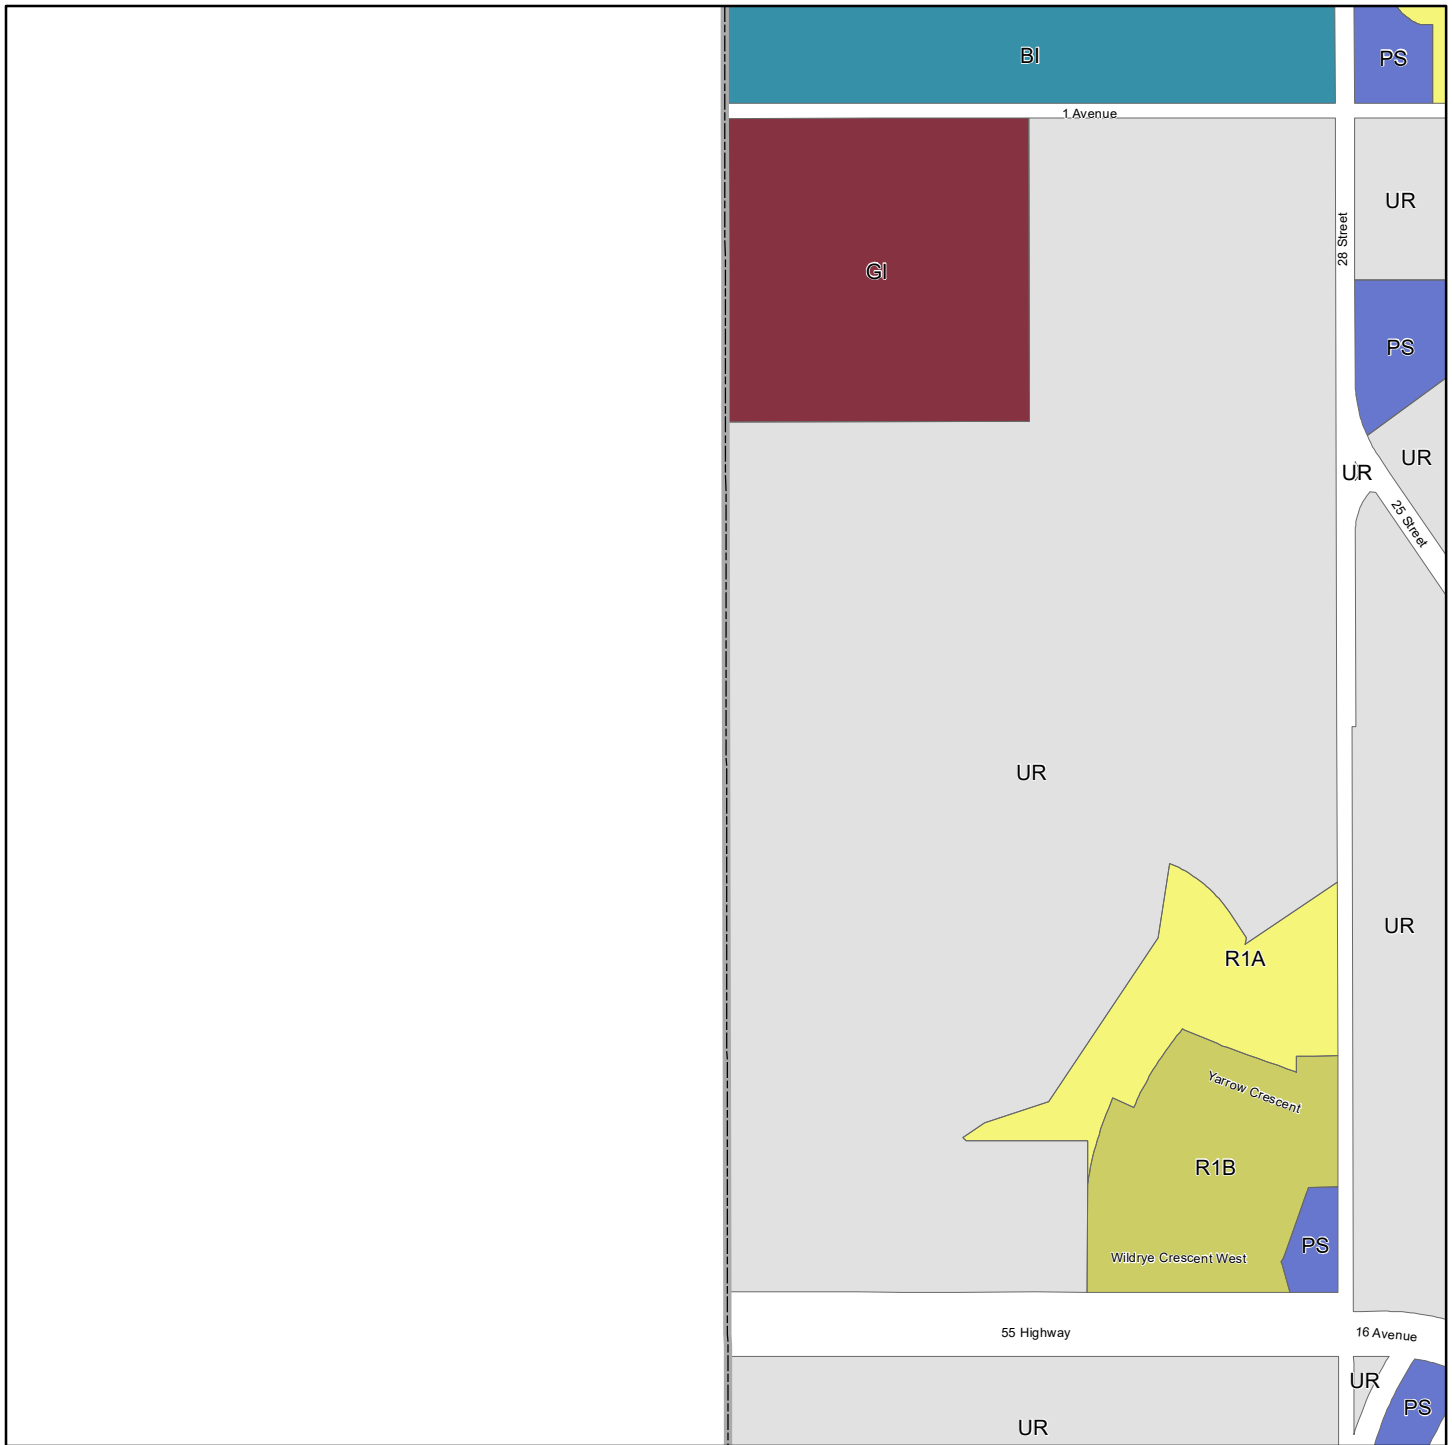 BI
PS
1 Avenue
UR
28 Street
GI
PS
UR
UR
25 Street
UR
UR
R1A
Yarrow Crescent
R1B
PS
Wildrye Crescent West
55 Highway
16 Avenue
UR
PS
UR